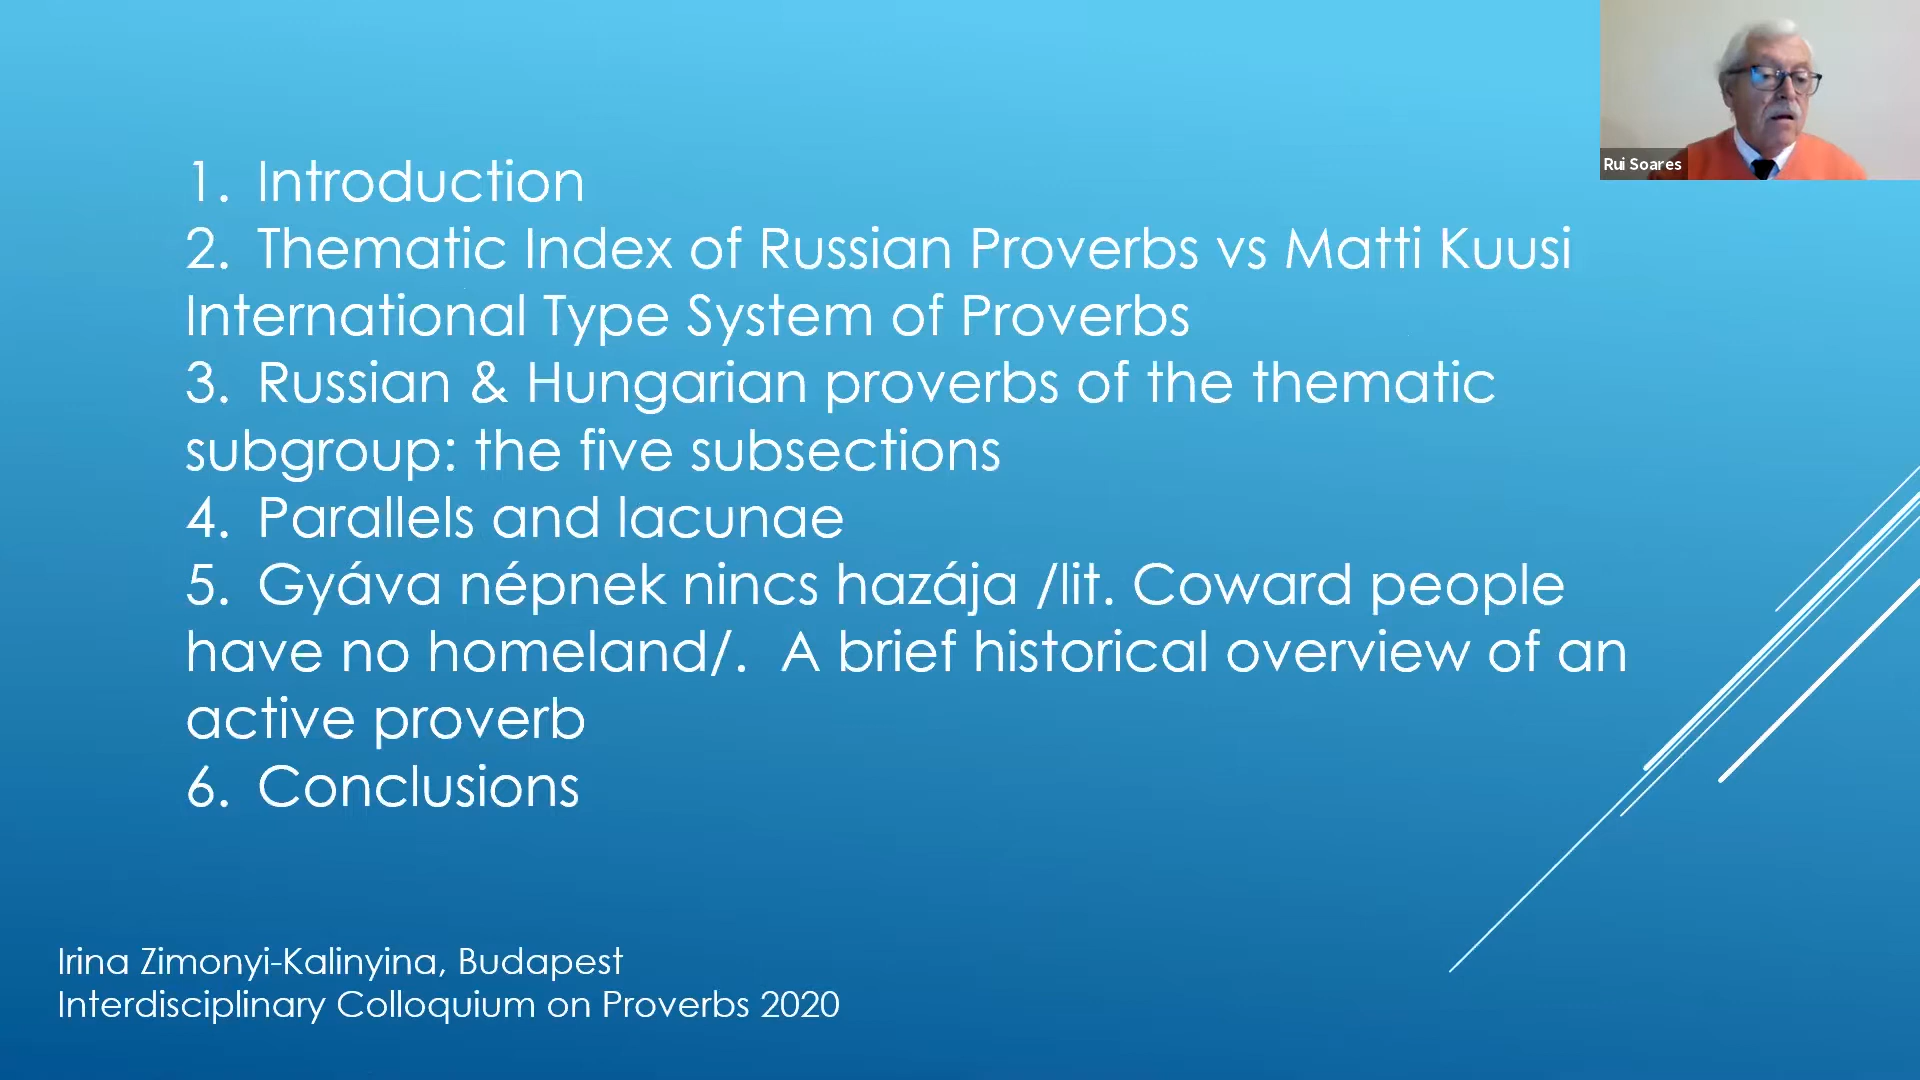 Rui Soares
1. Introduction
2. Thematic Index of Russian Proverbs vs Matti Kuusi
International Type System of Proverbs
3. Russian & Hungarian proverbs of the thematic
subgroup: the five subsections
4. Parallels and lacunae
5. Gyáva népnek nincs hazája /lit. Coward people
have no homeland/. A brief historical overview of an
active proverb
6. Conclusions
Irina Zimonyi-Kalinyina, Budapest
Interdisciplinary Colloquium on Proverbs 2020